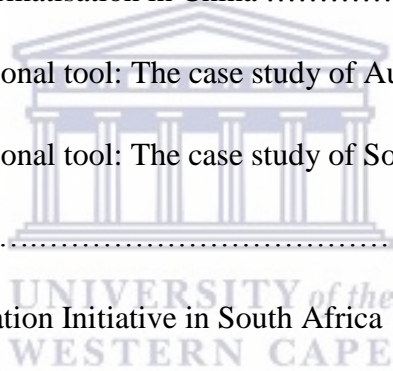 matisation in China ……………
onal tool: The case study of Au
onal tool: The case study of So
……………………………………
UNIVERSITY of the
ation Initiative in South Africa
WESTERN CAPE